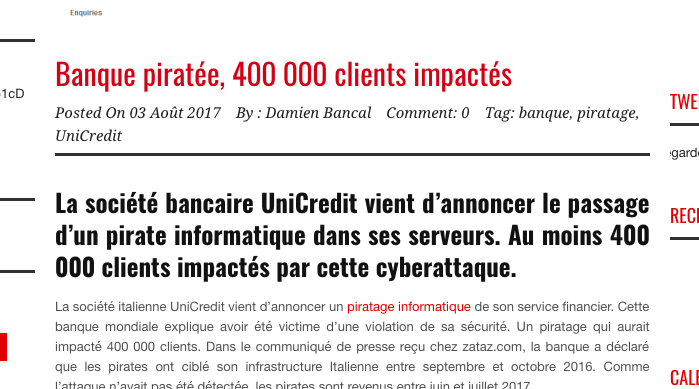 Enquiries
Banque piratée, 400 000 clients impactés
Posted On 03 Août 2017 By : Damien Bancal Comment: 0 Tag: banque, piratage,
UniCredit
1cD
TWE
La société bancaire UniCredit vient d’annoncer le passage
d’un pirate informatique dans ses serveurs. Au moins 400
000 clients impactés par cette cyberattaque.
egard
RECI
La société italienne UniCredit vient d’annoncer un piratage informatique de son service financier. Cette
banque mondiale explique avoir été victime d’une violation de sa sécurité. Un piratage qui aurait
impacté 400 000 clients. Dans le communiqué de presse reçu chez zataz.com, la banque a déclaré
que les pirates ont ciblé son infrastructure Italienne entre septembre et octobre 2016. Comme
l’attaque n’avait pas été détectée, les pirates sont revenus entre juin et juillet 2017.
CALE